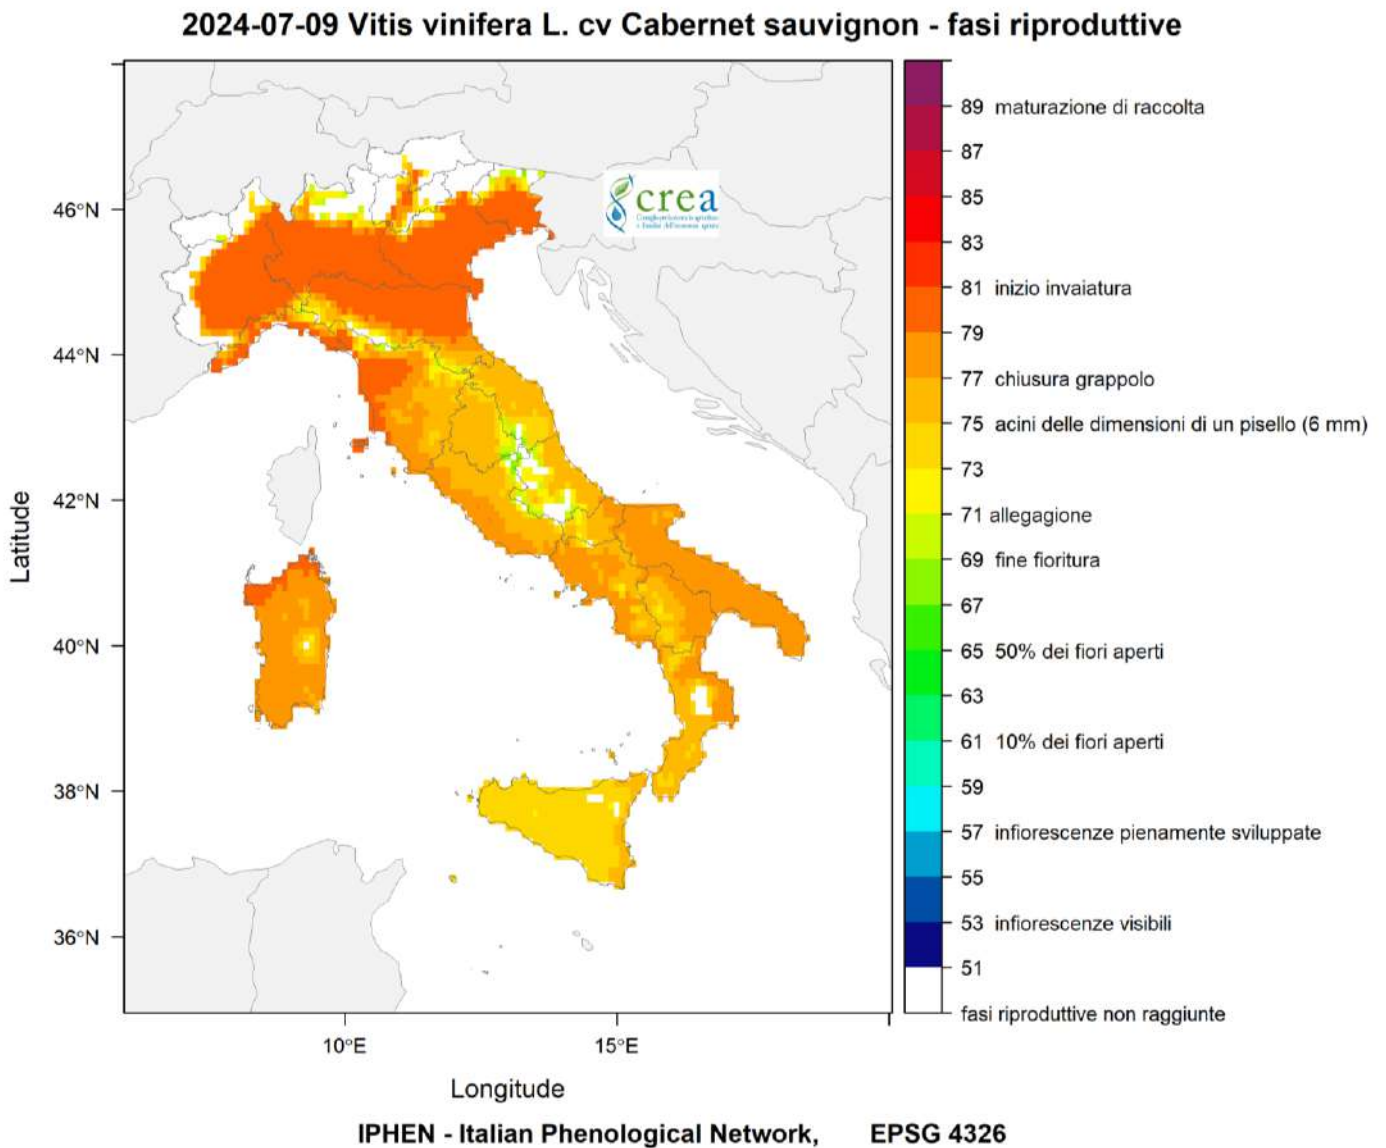 2024-07-09 Vitis vinifera L. cv Cabernet sauvignon - fasi riproduttive
89 maturazione di raccolta
87
85
83
81 inizio invaiatura
79
77 chiusura grappolo
75 acini delle dimensioni di un pisello (6 mm)
73
71 allegagione
69 fine fioritura
67
65 50% dei fiori aperti
63
61 10% dei fiori aperti
59
57 infiorescenze pienamente sviluppate
55
53 infiorescenze visibili
51
fasi riproduttive non raggiunte
crea
46°N
44°N
42°N
40°N
38°N
36°N
Latitude
10°E 15°E
Longitude
IPHEN - Italian Phenological Network, EPSG 4326